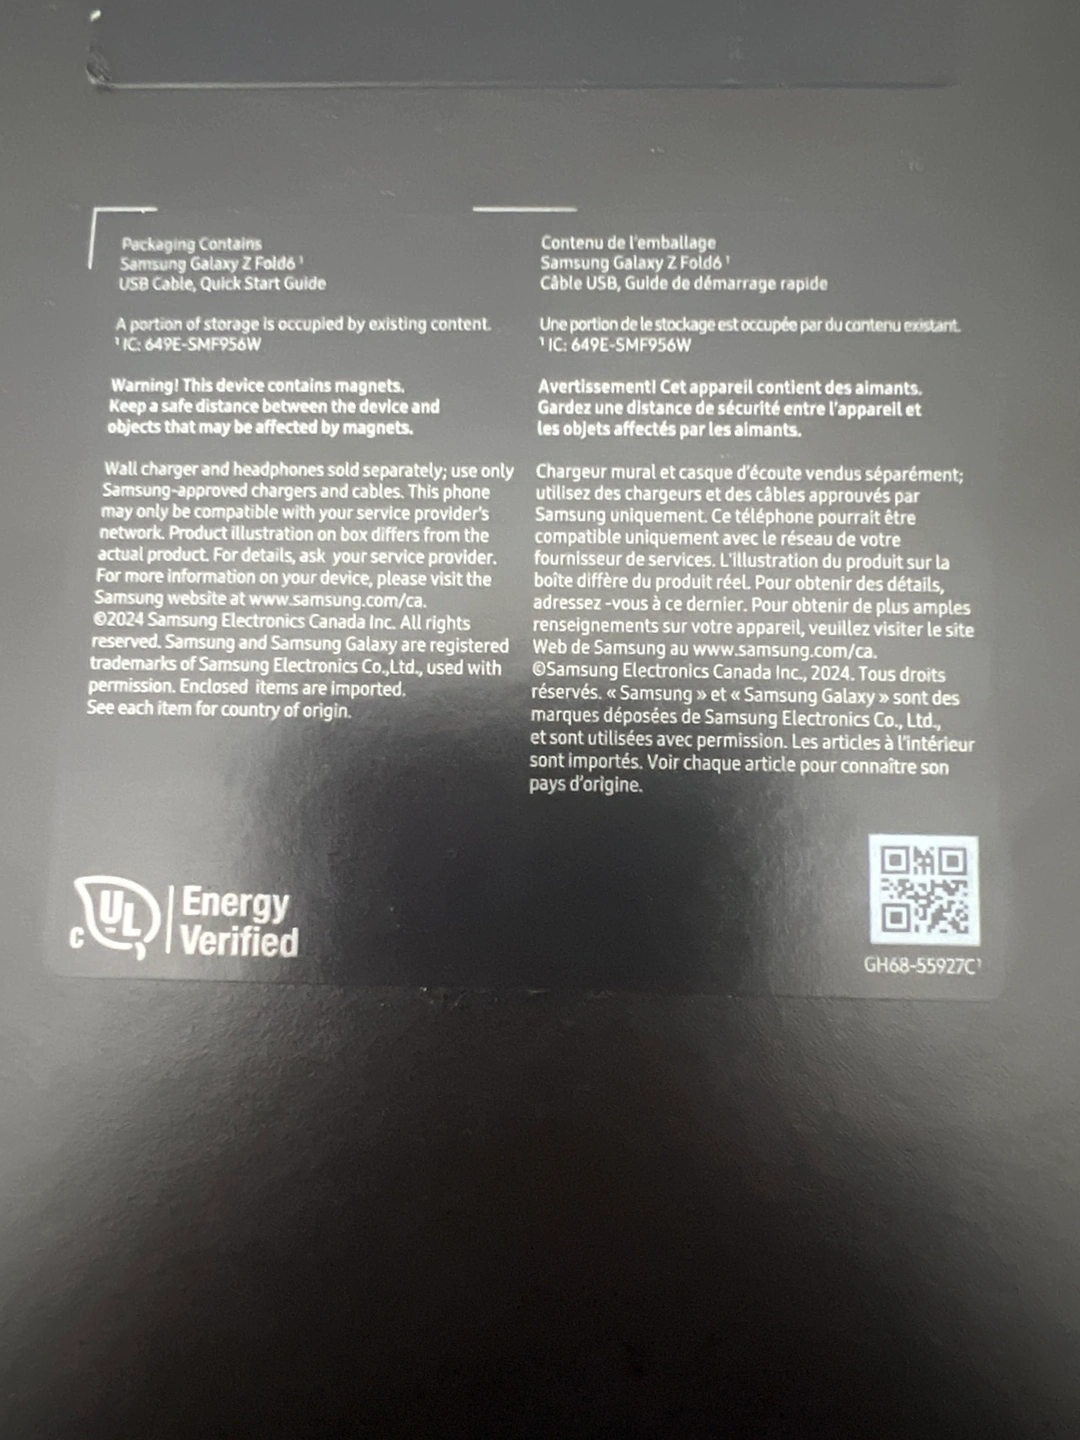 Packaging Contains
Samsung Galaxy Z Fold6 ¹
USB Cable, Quick Start Guide
A portion of storage is occupied by existing content.
¹ IC: 649E-SMF956W
Warning! This device contains magnets.
Keep a safe distance between the device and
objects that may be affected by magnets.
Wall charger and headphones sold separately; use only
Samsung-approved chargers and cables. This phone
may only be compatible with your service provider's
network. Product illustration on box differs from the
actual product. For details, ask your service provider.
For more information on your device, please visit the
Samsung website at www.samsung.com/ca.
©2024 Samsung Electronics Canada Inc. All rights
reserved. Samsung and Samsung Galaxy are registered
trademarks of Samsung Electronics Co.,Ltd., used with
permission. Enclosed items are imported.
See each item for country of origin.
Contenu de l'emballage
Samsung Galaxy Z Fold6 ¹
Câble USB, Guide de démarrage rapide
Une portion de le stockage est occupée par du contenu existant.
¹ IC: 649E-SMF956W
Avertissement! Cet appareil contient des aimants.
Gardez une distance de sécurité entre l'appareil et
les objets affectés par les aimants.
Chargeur mural et casque d'écoute vendus séparément;
utilisez des chargeurs et des câbles approuvés par
Samsung uniquement. Ce téléphone pourrait être
compatible uniquement avec le réseau de votre
fournisseur de services. L'illustration du produit sur la
boîte diffère du produit réel. Pour obtenir des détails,
adressez -vous à ce dernier. Pour obtenir de plus amples
renseignements sur votre appareil, veuillez visiter le site
Web de Samsung au www.samsung.com/ca.
©Samsung Electronics Canada Inc., 2024. Tous droits
réservés. « Samsung » et « Samsung Galaxy » sont des
marques déposées de Samsung Electronics Co., Ltd.,
et sont utilisées avec permission. Les articles à l'intérieur
sont importés. Voir chaque article pour connaître son
pays d'origine.
c UL Energy
Verified
GH68-55927C¹